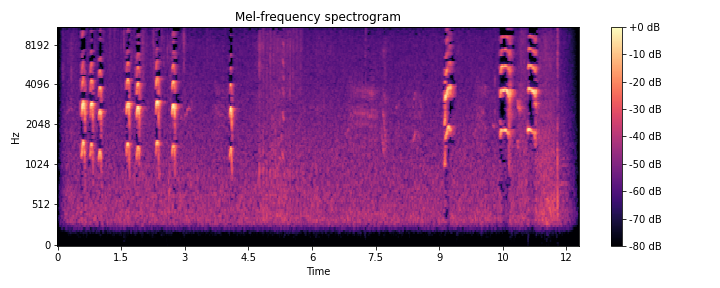 Mel-frequency spectrogram
Hz
8192
4096
2048
1024
512
0
0 1.5 3 4.5 6 7.5 9 10 12
Time
+0 dB
-10 dB
-20 dB
-30 dB
-40 dB
-50 dB
-60 dB
-70 dB
-80 dB